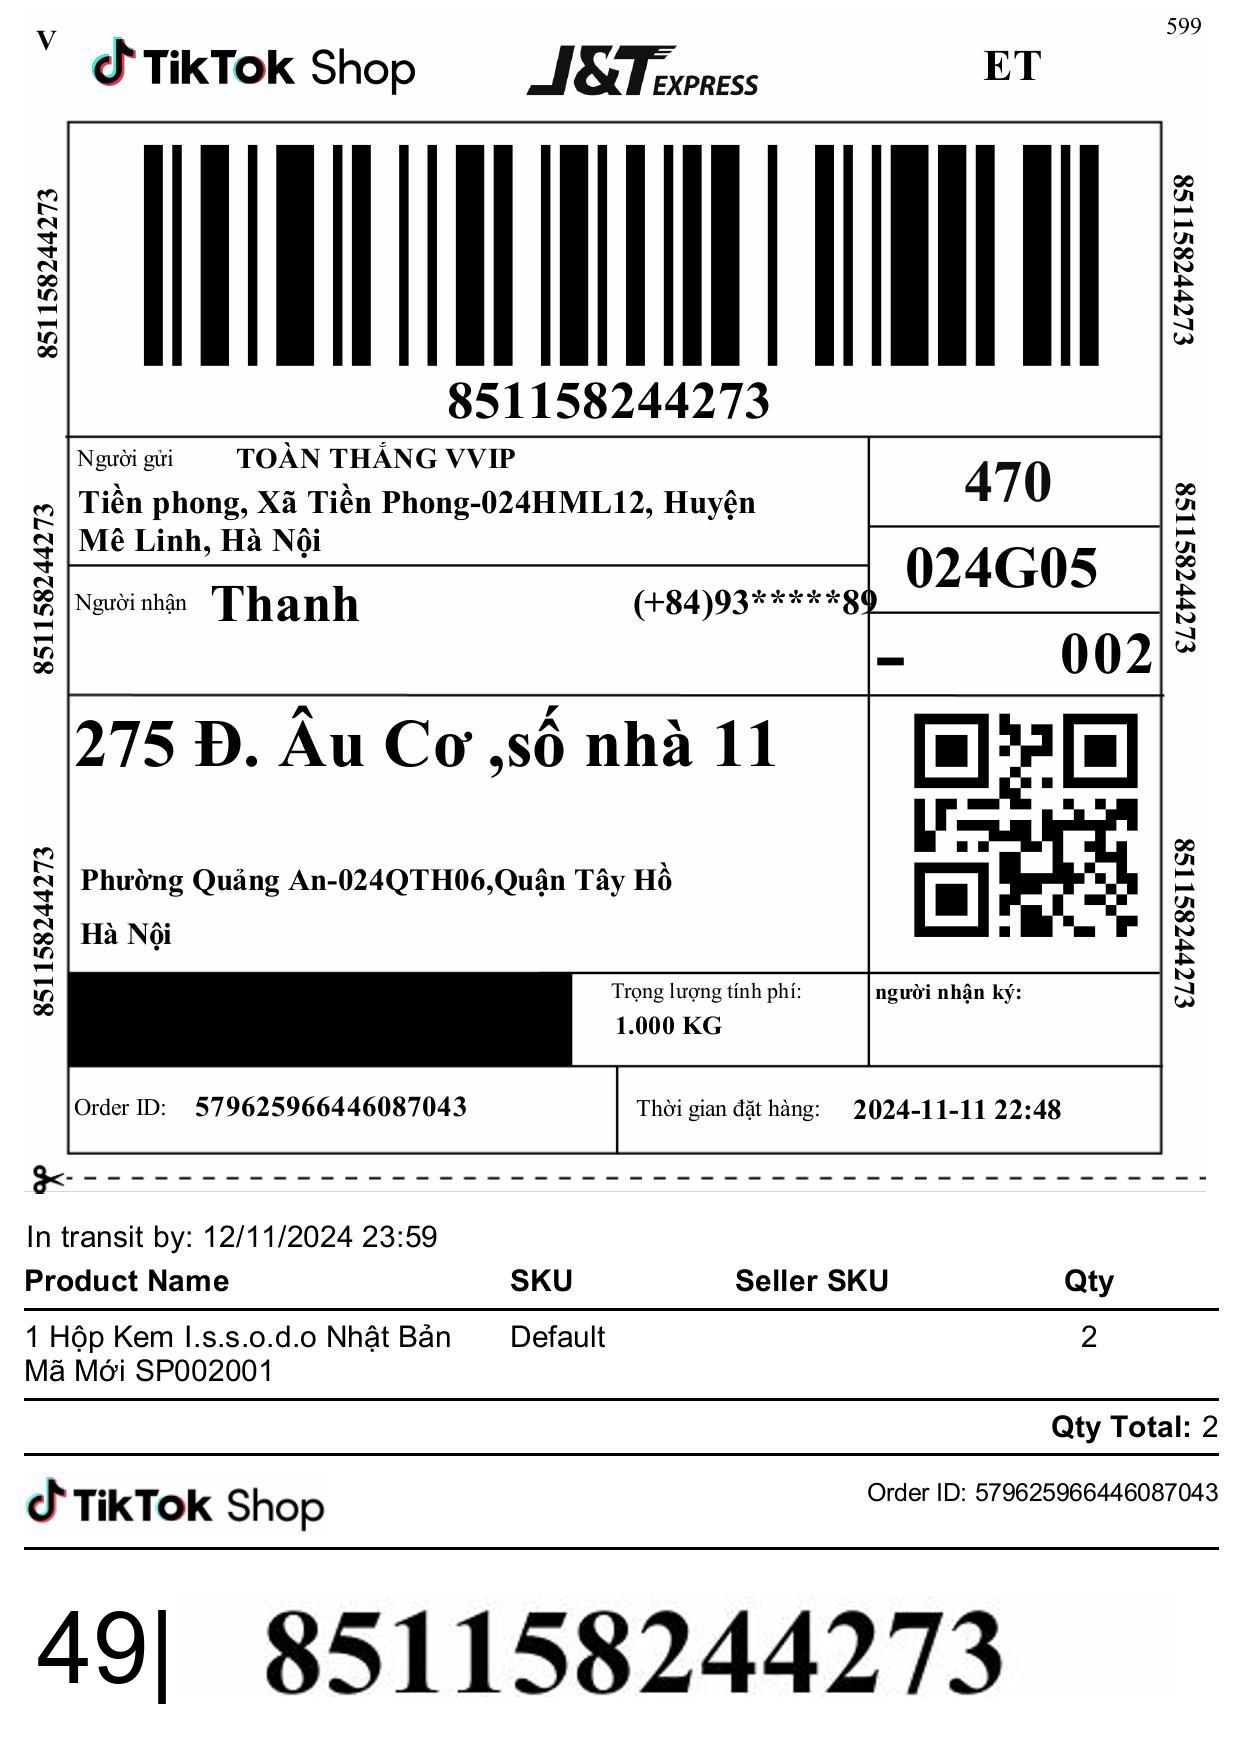 599
V
TikTok Shop
J&T EXPRESS
ET
851158244273
851158244273
851158244273
Người gửi TOÀN THẮNG VVIP
Tiền phong, Xã Tiền Phong-024HML12, Huyện
Mê Linh, Hà Nội
470
024G05
851158244273
851158244273
Người nhận Thanh (+84)93*****89
- 002
275 Đ. Âu Cơ ,số nhà 11
Phường Quảng An-024QTH06,Quận Tây Hồ
Hà Nội
851158244273
851158244273
Trọng lượng tính phí:
1.000 KG
người nhận ký:
Order ID: 579625966446087043
Thời gian đặt hàng: 2024-11-11 22:48
In transit by: 12/11/2024 23:59
Product Name SKU Seller SKU Qty
1 Hộp Kem I.s.s.o.d.o Nhật Bản Default 2
Mã Mới SP002001
Qty Total: 2
TikTok Shop
Order ID: 579625966446087043
49| 851158244273